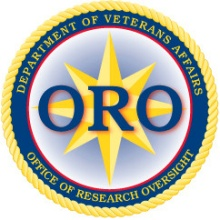 DEPARTMENT OF VETERANS AFFAIRS
ORO
OFFICE OF RESEARCH OVERSIGHT